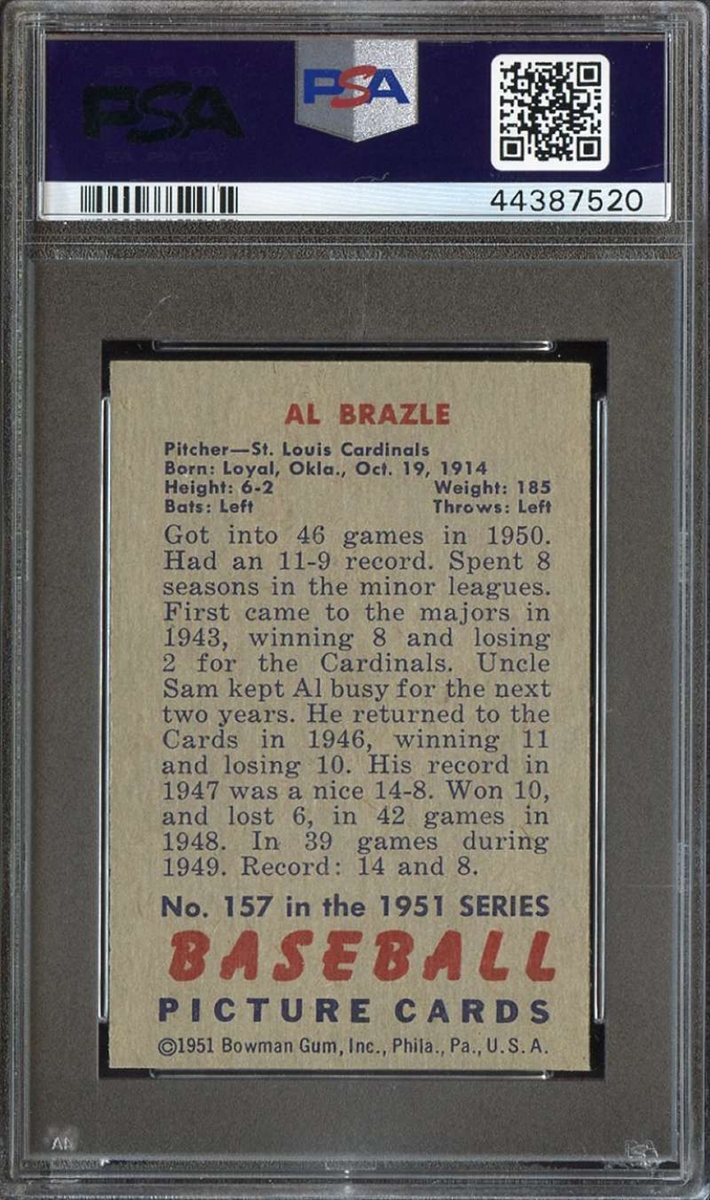 PSA
PSA
44387520
AL BRAZLE
Pitcher—St. Louis Cardinals
Born: Loyal, Okla., Oct. 19, 1914
Height: 6-2 Weight: 185
Bats: Left Throws: Left
Got into 46 games in 1950.
Had an 11-9 record. Spent 8
seasons in the minor leagues.
First came to the majors in
1943, winning 8 and losing
2 for the Cardinals. Uncle
Sam kept Al busy for the next
two years. He returned to the
Cards in 1946, winning 11
and losing 10. His record in
1947 was a nice 14-8. Won 10,
and lost 6, in 42 games in
1948. In 39 games during
1949. Record: 14 and 8.
No. 157 in the 1951 SERIES
BASEBALL
PICTURE CARDS
©1951 Bowman Gum, Inc., Phila., Pa., U. S. A.
PSA